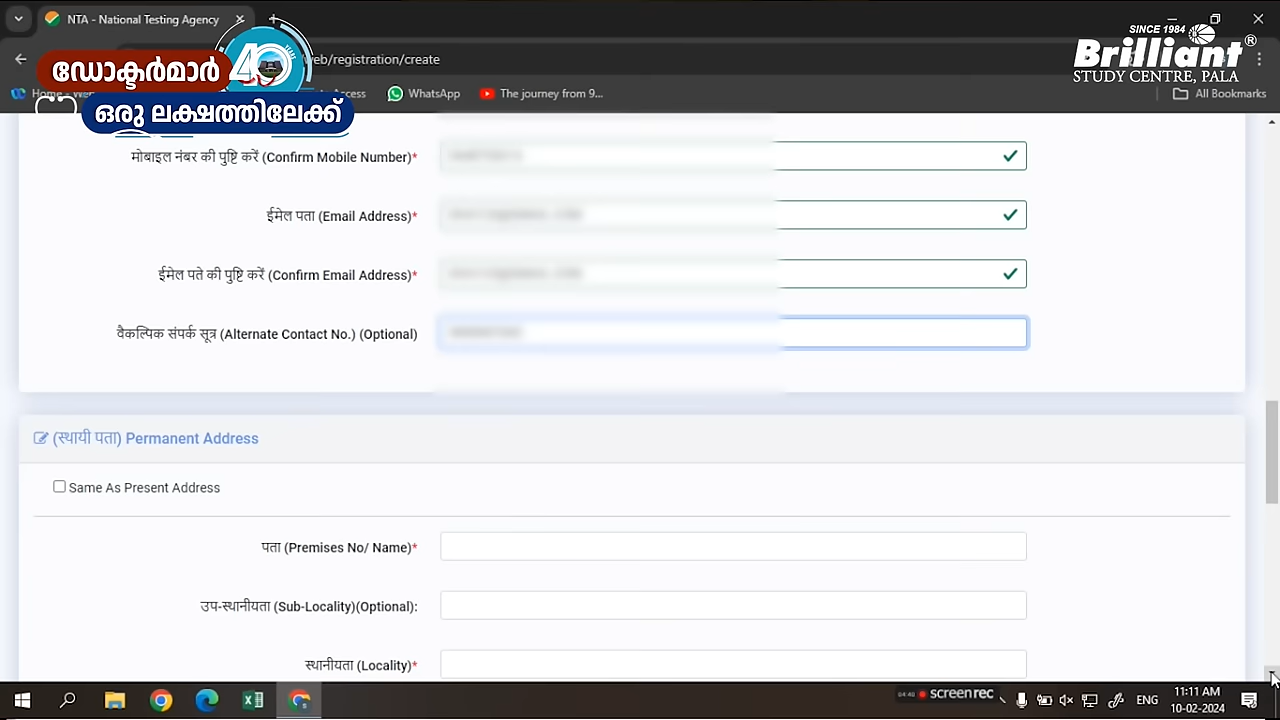 NTA - National Testing Agency
SINCE 1984
Brilliant®
STUDY CENTRE, PALA
ഡോക്ടർമാർ 40
ഒരു ലക്ഷത്തിലേക്ക്
web/registration/create
WhatsApp
The journey from 9...
All Bookmarks
मोबाइल नंबर की पुष्टि करें (Confirm Mobile Number)*
ईमेल पता (Email Address)*
ईमेल पते की पुष्टि करें (Confirm Email Address)*
वैकल्पिक संपर्क सूत्र (Alternate Contact No.) (Optional)
(स्थायी पता) Permanent Address
Same As Present Address
पता (Premises No/ Name)*
उप-स्थानीयता (Sub-Locality)(Optional):
स्थानीयता (Locality)*
04:48 screenrec
ENG
11:11 AM
10-02-2024